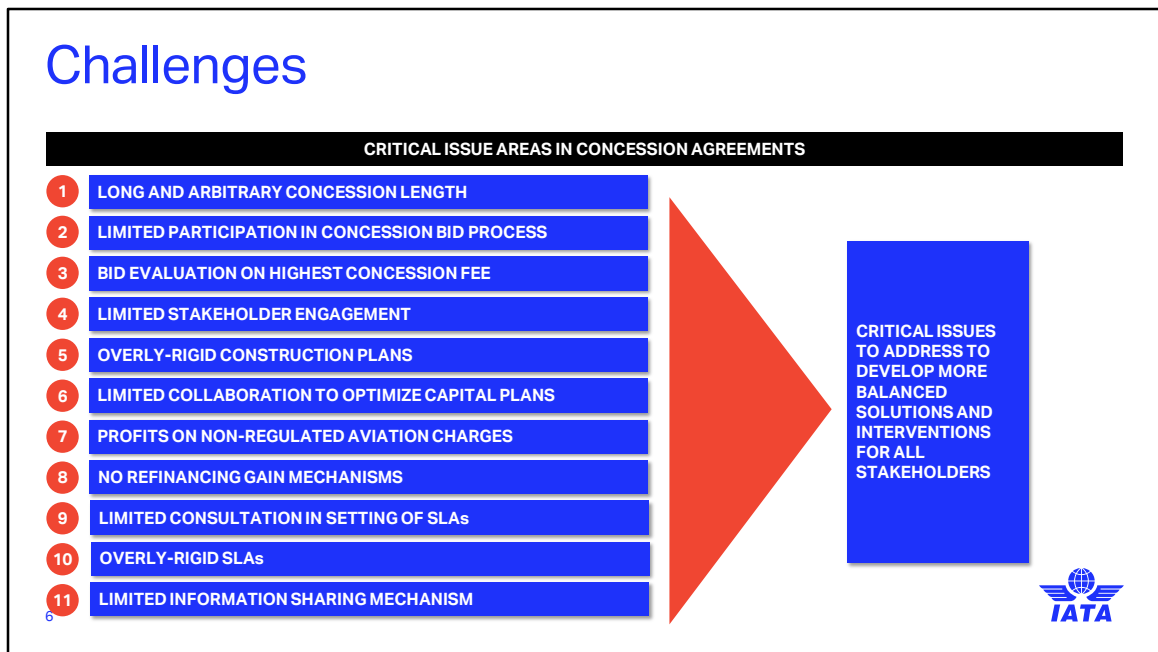 Challenges
CRITICAL ISSUE AREAS IN CONCESSION AGREEMENTS
1 LONG AND ARBITRARY CONCESSION LENGTH
2 LIMITED PARTICIPATION IN CONCESSION BID PROCESS
3 BID EVALUATION ON HIGHEST CONCESSION FEE
4 LIMITED STAKEHOLDER ENGAGEMENT
5 OVERLY-RIGID CONSTRUCTION PLANS
6 LIMITED COLLABORATION TO OPTIMIZE CAPITAL PLANS
7 PROFITS ON NON-REGULATED AVIATION CHARGES
8 NO REFINANCING GAIN MECHANISMS
9 LIMITED CONSULTATION IN SETTING OF SLAs
10 OVERLY-RIGID SLAs
11 LIMITED INFORMATION SHARING MECHANISM
CRITICAL ISSUES
TO ADDRESS TO
DEVELOP MORE
BALANCED
SOLUTIONS AND
INTERVENTIONS
FOR ALL
STAKEHOLDERS
6
IATA